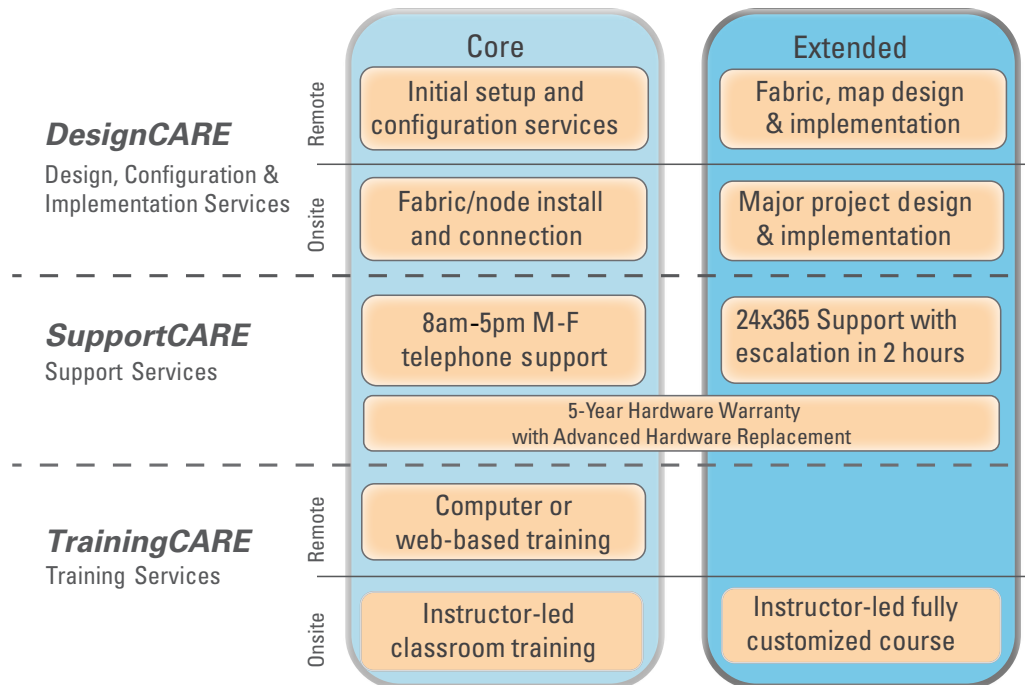 Core
Extended
DesignCARE
Design, Configuration &
Implementation Services
Remote
Initial setup and
configuration services
Fabric, map design
& implementation
Onsite
Fabric/node install
and connection
Major project design
& implementation
SupportCARE
Support Services
8am-5pm M-F
telephone support
24x365 Support with
escalation in 2 hours
5-Year Hardware Warranty
with Advanced Hardware Replacement
TrainingCARE
Training Services
Remote
Computer or
web-based training
Onsite
Instructor-led
classroom training
Instructor-led fully
customized course